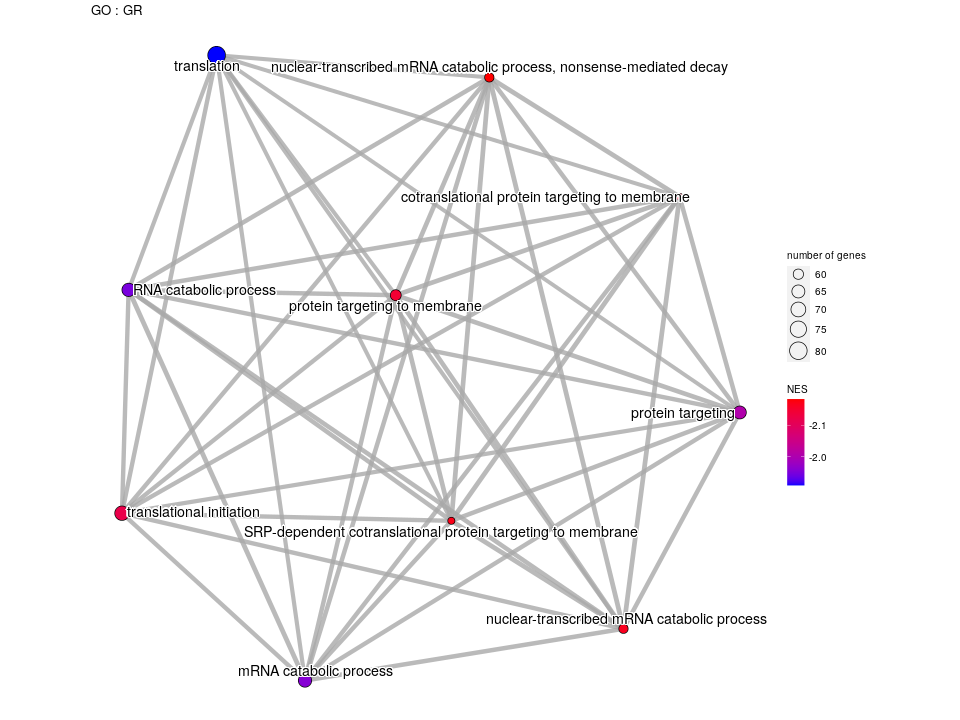 GO : GR
translation
nuclear-transcribed mRNA catabolic process, nonsense-mediated decay
cotranslational protein targeting to membrane
number of genes
60
65
70
75
80
RNA catabolic process
protein targeting to membrane
NES
-2.1
-2.0
protein targeting
translational initiation
SRP-dependent cotranslational protein targeting to membrane
nuclear-transcribed mRNA catabolic process
mRNA catabolic process